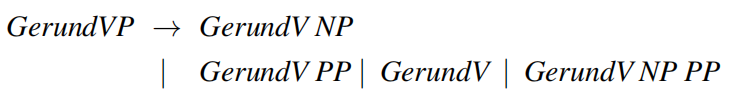 GerundVP → GerundV NP
| GerundV PP | GerundV | GerundV NP PP